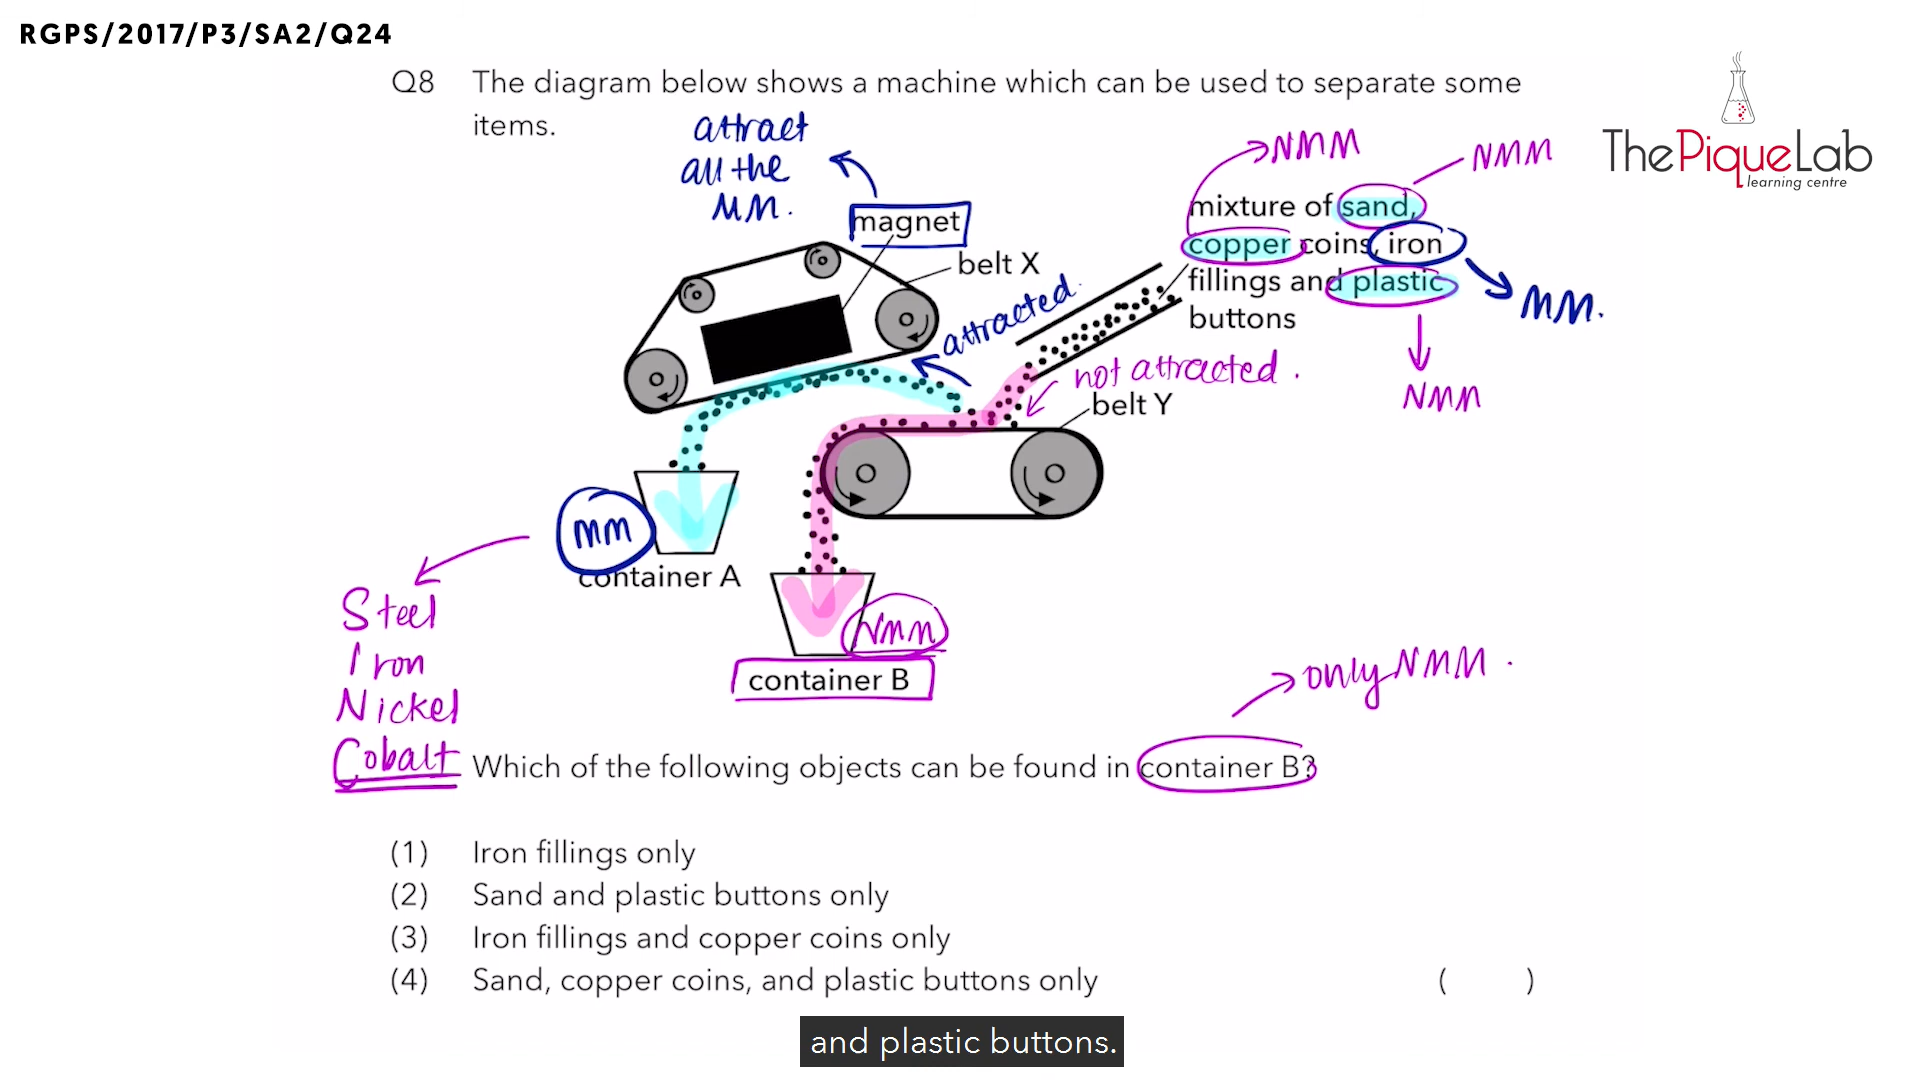 RGPS/2017/P3/SA2/Q24
ThePiqueLab
learning centre
Q8 The diagram below shows a machine which can be used to separate some
items.
attract
all the
MM.
magnet
belt X
NMM
NMM
mixture of sand,
copper coins, iron
fillings and plastic
buttons
MM.
NMM
attracted.
not attracted.
belt Y
MM
container A
Steel
Iron
Nickel
Cobalt
NMM
container B
only NMM.
Which of the following objects can be found in container B?
(1) Iron fillings only
(2) Sand and plastic buttons only
(3) Iron fillings and copper coins only
(4) Sand, copper coins, and plastic buttons only ( )
and plastic buttons.